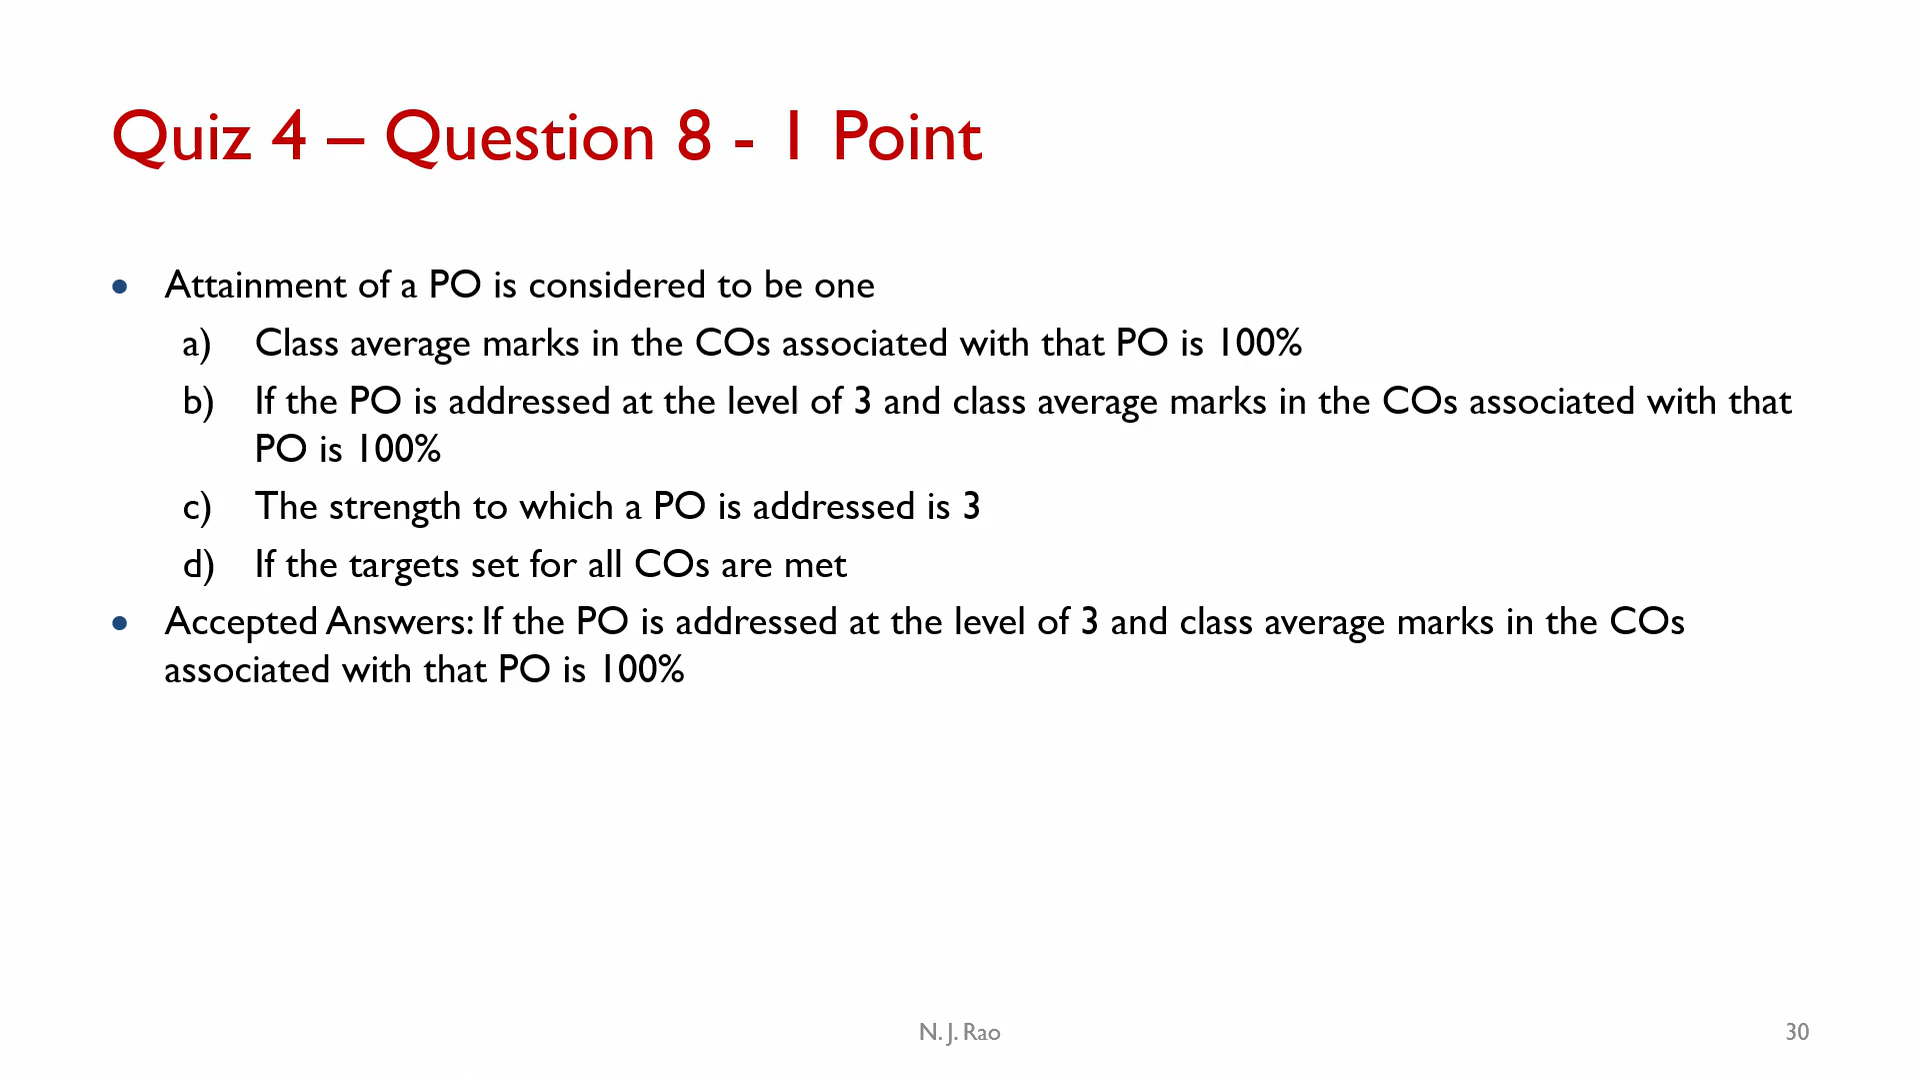 Quiz 4 – Question 8 - 1 Point
• Attainment of a PO is considered to be one
a) Class average marks in the COs associated with that PO is 100%
b) If the PO is addressed at the level of 3 and class average marks in the COs associated with that
PO is 100%
c) The strength to which a PO is addressed is 3
d) If the targets set for all COs are met
• Accepted Answers: If the PO is addressed at the level of 3 and class average marks in the COs
associated with that PO is 100%
N. J. Rao
30